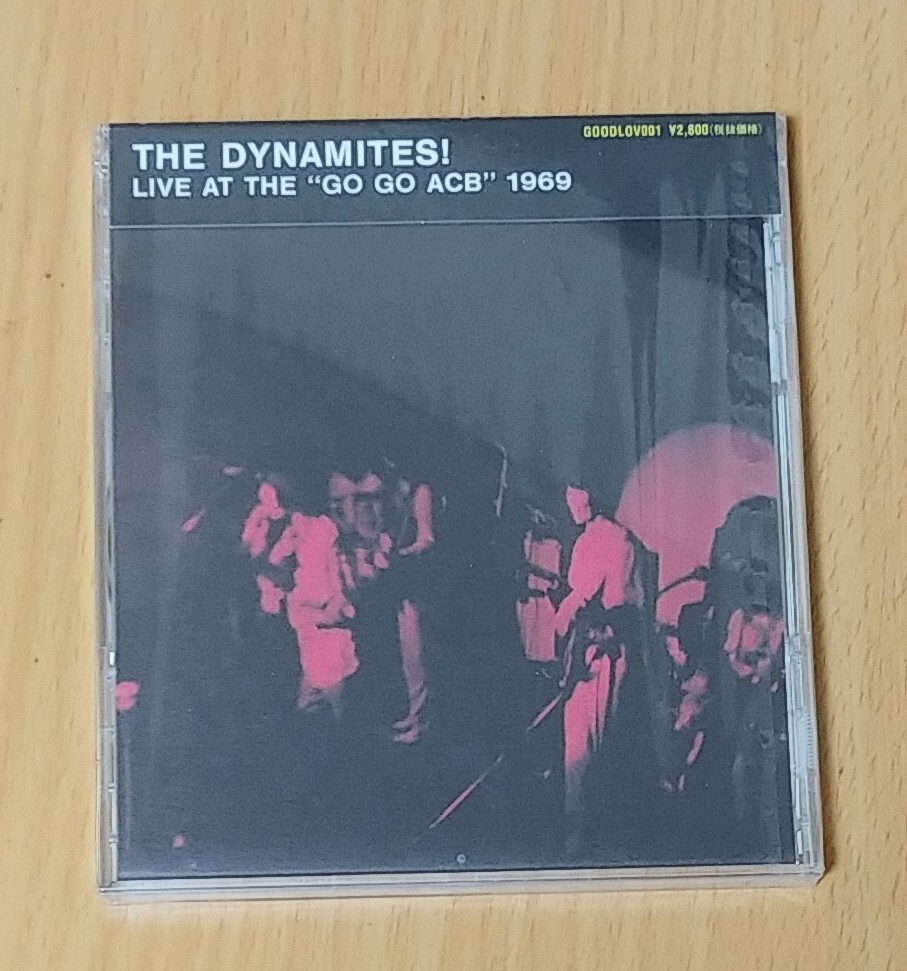 GOODLOV001 ¥2,800(税抜価格)
THE DYNAMITES!
LIVE AT THE “GO GO ACB” 1969